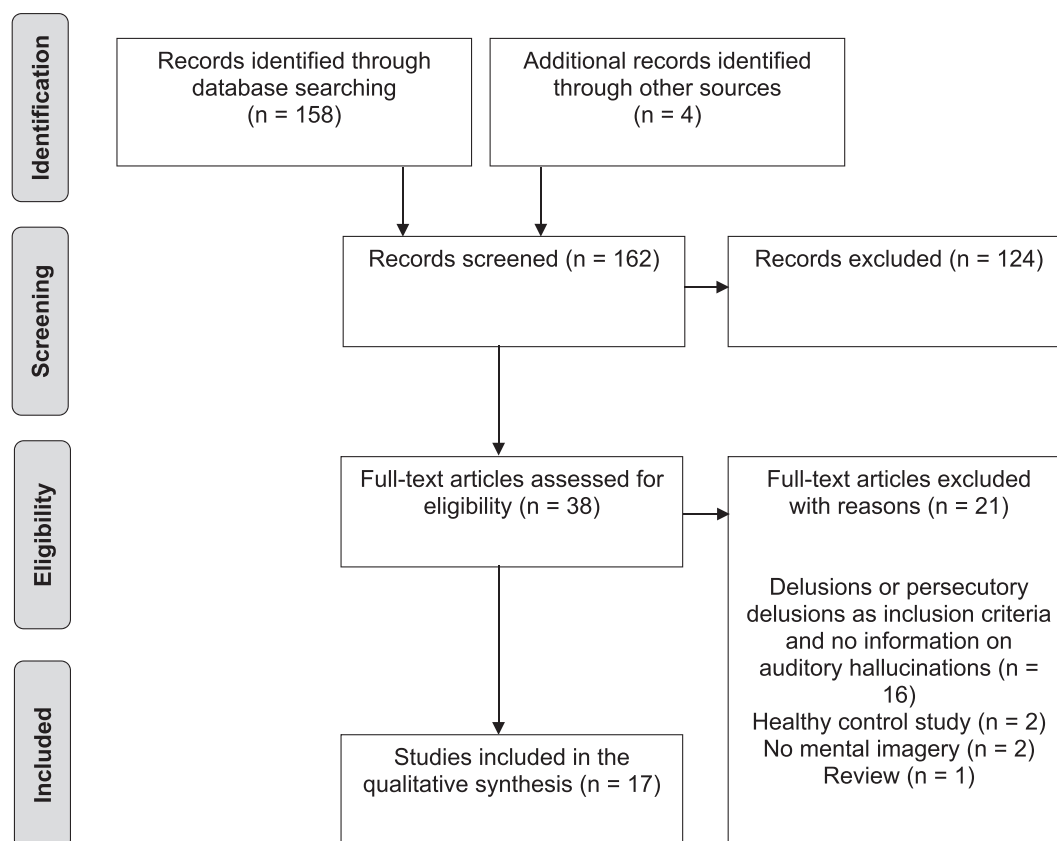 Identification
Records identified through
database searching
(n = 158)
Additional records identified
through other sources
(n = 4)
Screening
Records screened (n = 162)
Records excluded (n = 124)
Eligibility
Full-text articles assessed for
eligibility (n = 38)
Full-text articles excluded
with reasons (n = 21)
Delusions or persecutory
delusions as inclusion criteria
and no information on
auditory hallucinations (n =
16)
Healthy control study (n = 2)
No mental imagery (n = 2)
Review (n = 1)
Included
Studies included in the
qualitative synthesis (n = 17)